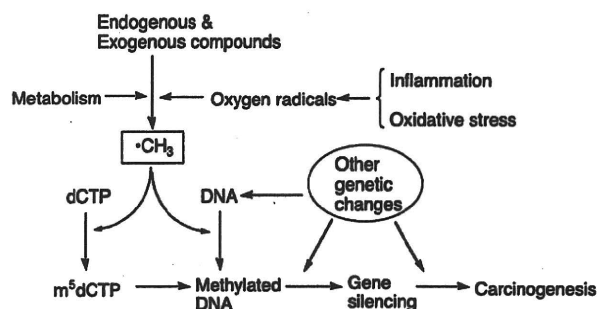 Endogenous &
Exogenous compounds
Metabolism
Oxygen radicals
Inflammation
Oxidative stress
•CH₃
Other
genetic
changes
dCTP
DNA
m⁵dCTP
Methylated
DNA
Gene
silencing
Carcinogenesis